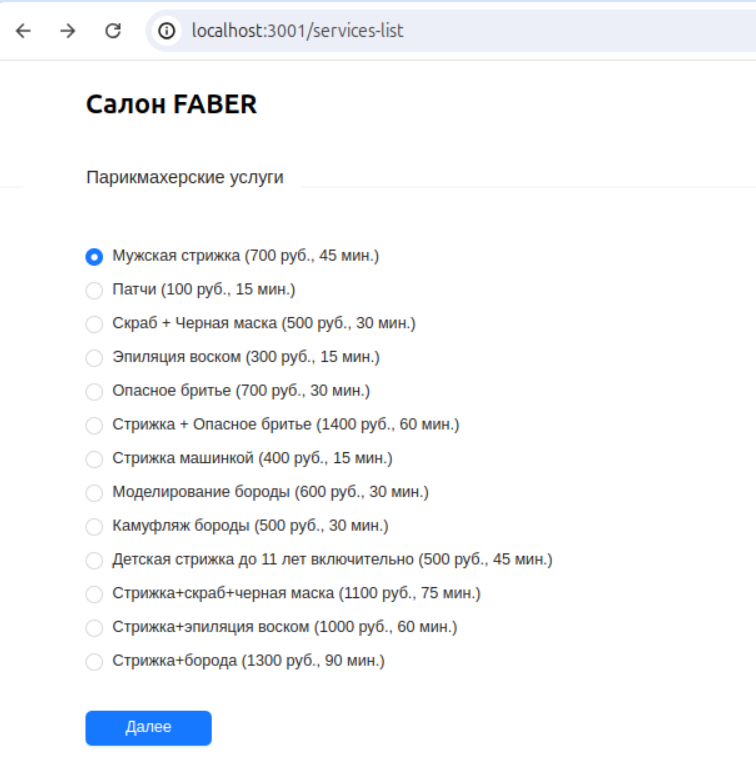 localhost:3001/services-list
Салон FABER
Парикмахерские услуги
Мужская стрижка (700 руб., 45 мин.)
Патчи (100 руб., 15 мин.)
Скраб + Черная маска (500 руб., 30 мин.)
Эпиляция воском (300 руб., 15 мин.)
Опасное бритье (700 руб., 30 мин.)
Стрижка + Опасное бритье (1400 руб., 60 мин.)
Стрижка машинкой (400 руб., 15 мин.)
Моделирование бороды (600 руб., 30 мин.)
Камуфляж бороды (500 руб., 30 мин.)
Детская стрижка до 11 лет включительно (500 руб., 45 мин.)
Стрижка+скраб+черная маска (1100 руб., 75 мин.)
Стрижка+эпиляция воском (1000 руб., 60 мин.)
Стрижка+борода (1300 руб., 90 мин.)
Далее